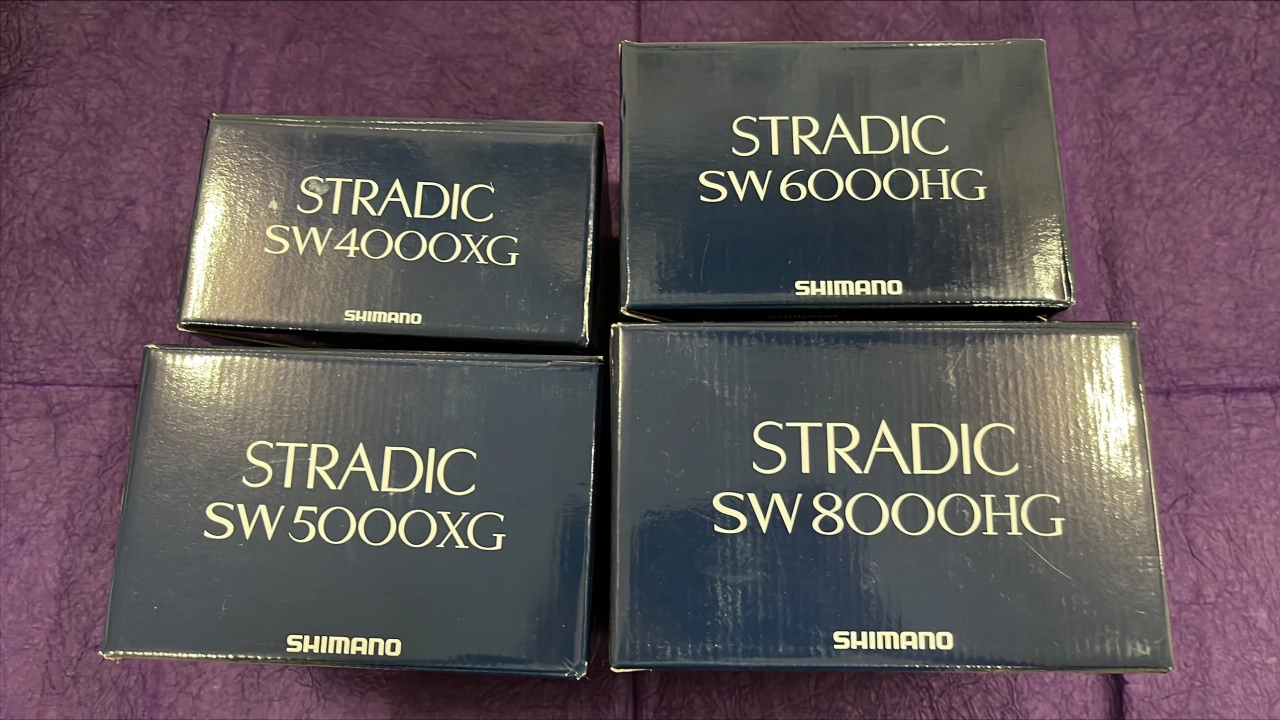 STRADIC
SW 4000XG
SHIMANO
STRADIC
SW 6000HG
SHIMANO
STRADIC
SW 5000XG
SHIMANO
STRADIC
SW 8000HG
SHIMANO